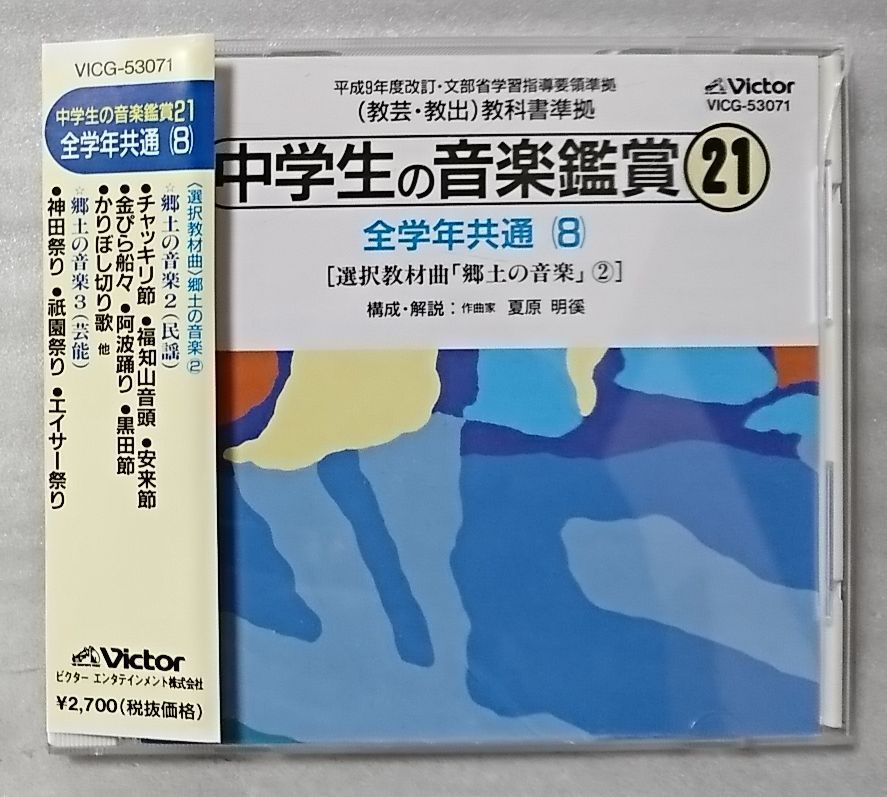 VICG-53071
中学生の音楽鑑賞21
全学年共通(8)
〈選択教材曲〉郷土の音楽②
☆郷土の音楽2(民謡)
●チャッキリ節 ●福知山音頭 ●安来節
●金びら船々 ●阿波踊り ●黒田節
●かりぼし切り歌 他
☆郷土の音楽3(芸能)
●神田祭り ●祇園祭り ●エイサー祭り
Victor
ビクター エンタテインメント株式会社
¥2,700(税抜価格)
平成9年度改訂・文部省学習指導要領準拠
(教芸・教出)教科書準拠
Victor
VICG-53071
中学生の音楽鑑賞21
全学年共通(8)
[選択教材曲「郷土の音楽」②]
構成・解説:作曲家 夏原 明徯